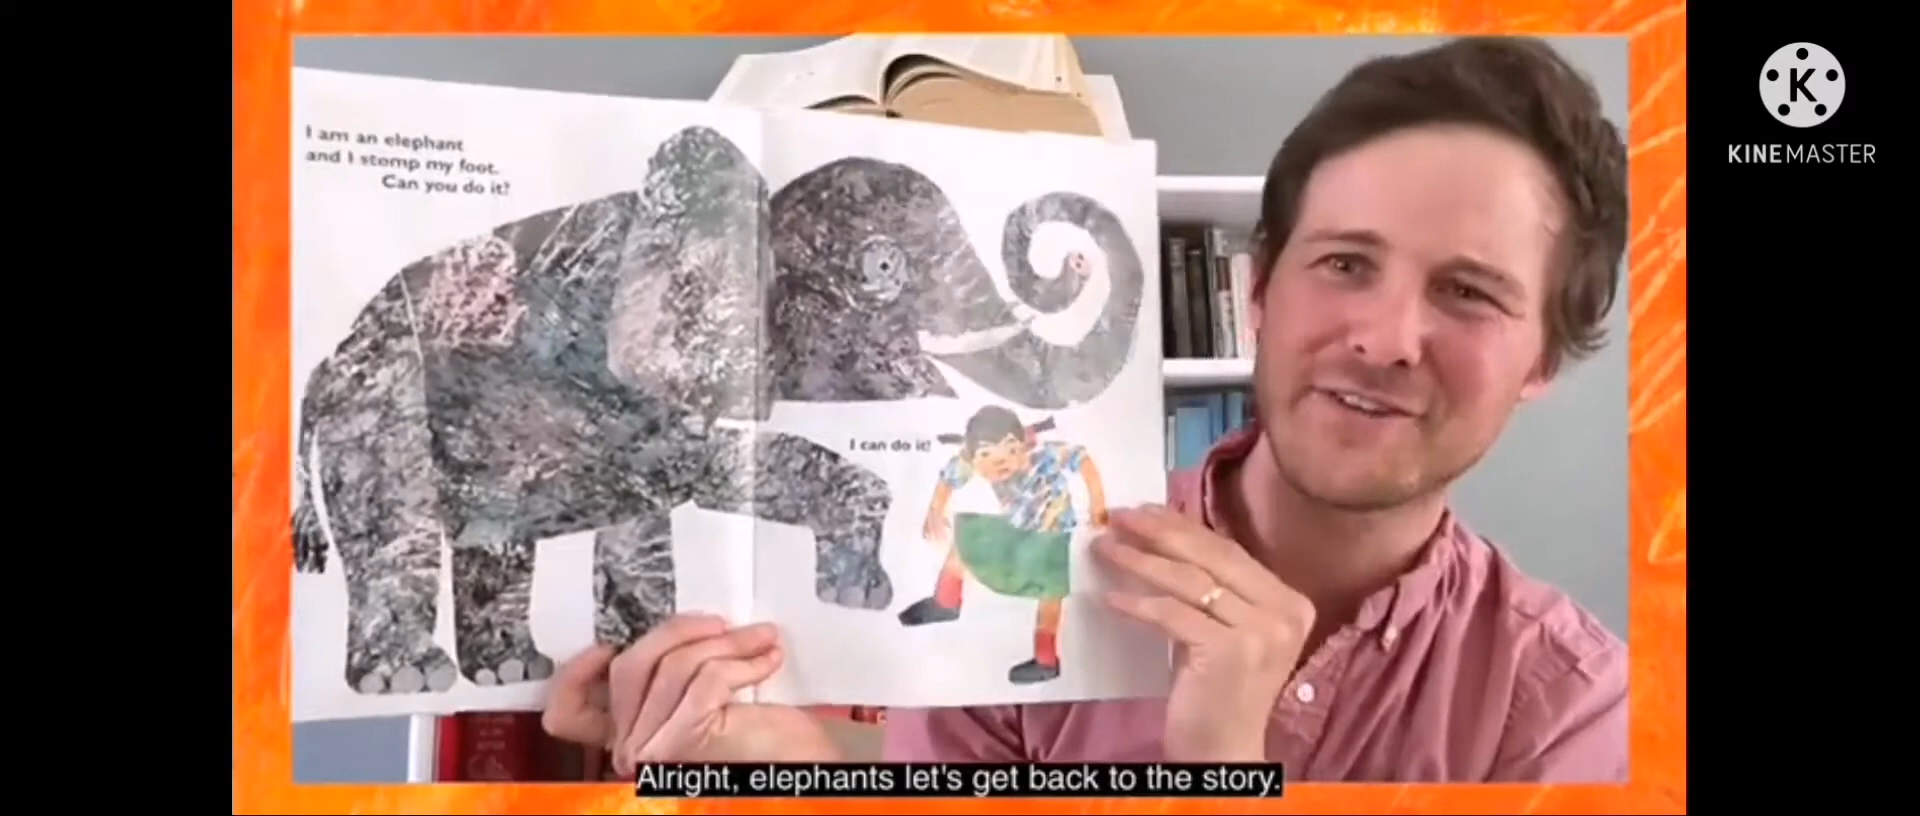 I am an elephant
and I stomp my foot.
Can you do it?
I can do it!
KINEMASTER
Alright, elephants let's get back to the story.